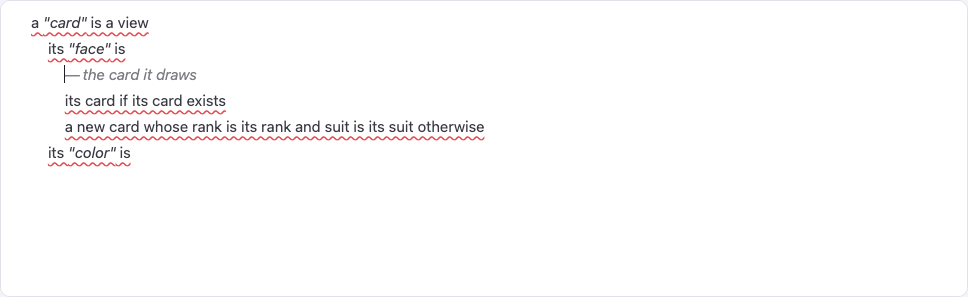 a "card" is a view
its "face" is
— the card it draws
its card if its card exists
a new card whose rank is its rank and suit is its suit otherwise
its "color" is